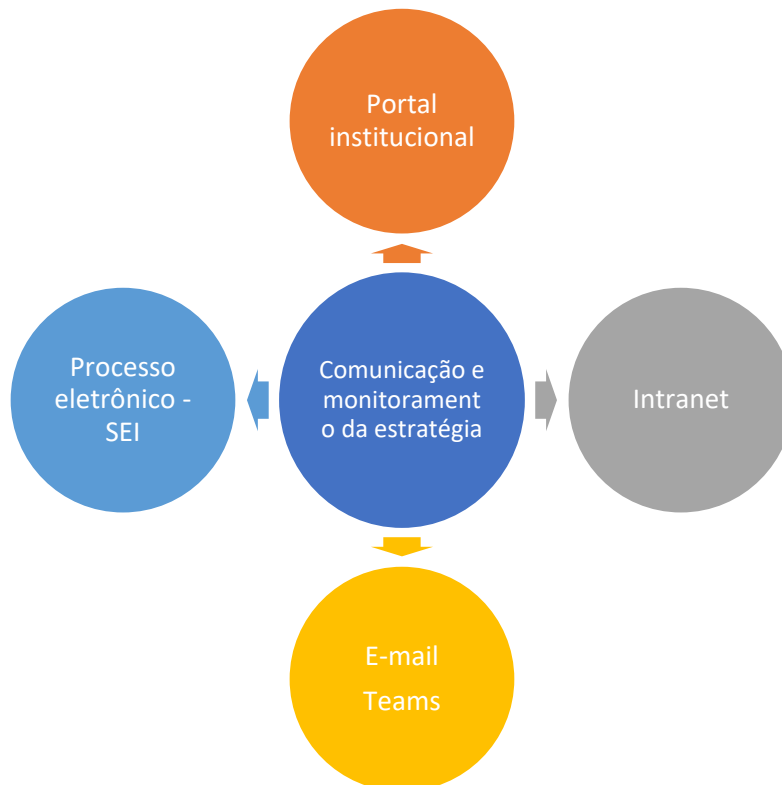 Portal
institucional
Processo
eletrônico -
SEI
Comunicação e
monitorament
o da estratégia
Intranet
E-mail
Teams